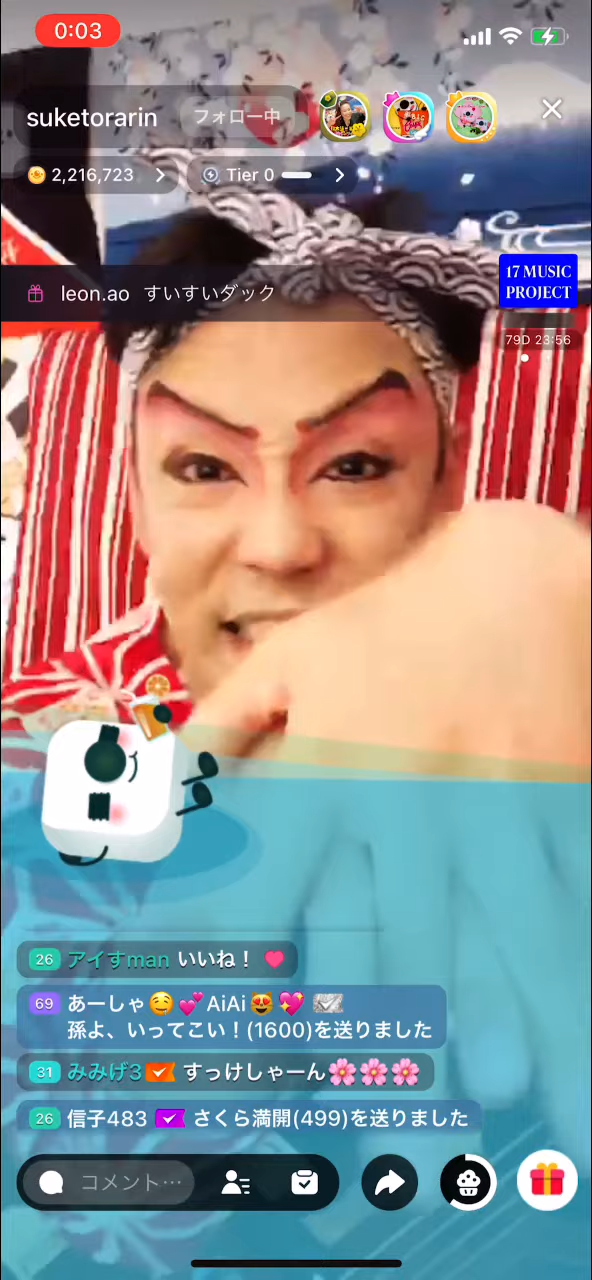 0:03
suketorarin フォロー中
2,216,723 Tier 0
17 MUSIC
PROJECT
leon.ao すいすいダック
79D 23:56
26 アイすman いいね！
69 あーしゃ🤤💕AiAi😻💖
孫よ、いってこい！(1600)を送りました
31 みみげ3 すっけしゃーん🌸🌸🌸
26 信子483 さくら満開(499)を送りました
コメント…